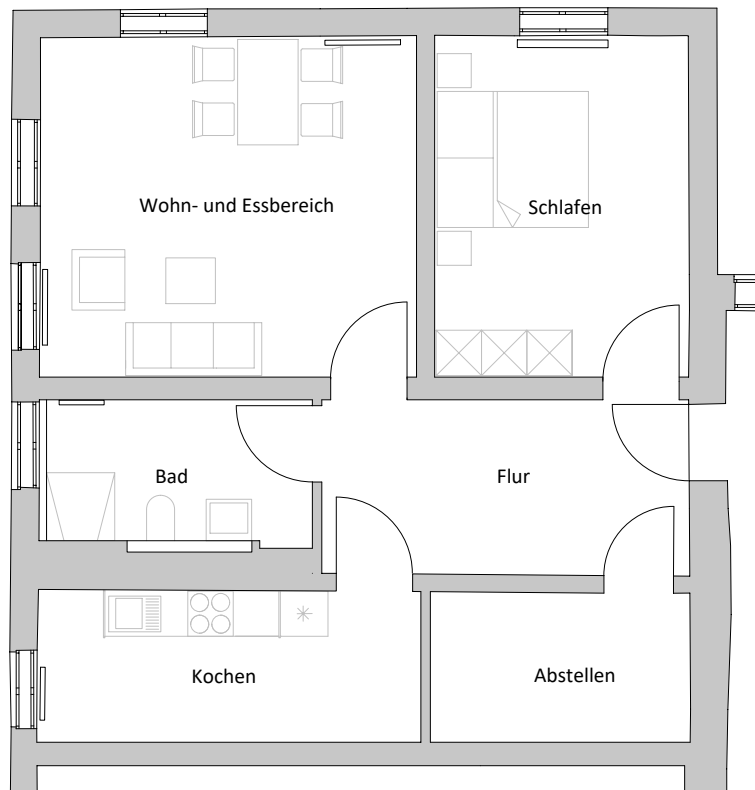 Wohn- und Essbereich
Schlafen
Bad
Flur
Kochen
Abstellen